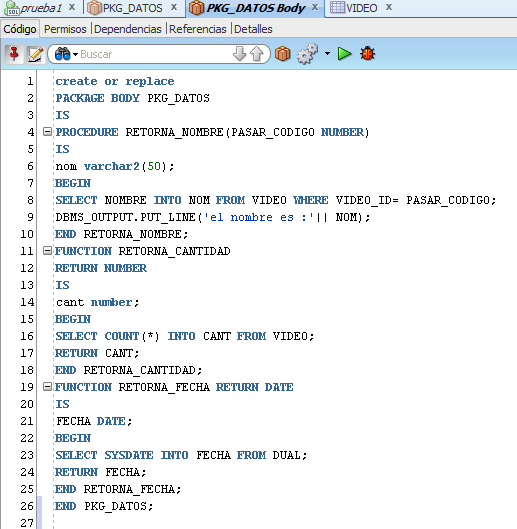 prueba1 PKG_DATOS PKG_DATOS Body VIDEO
Código Permisos Dependencias Referencias Detalles
Buscar
1 create or replace
2 PACKAGE BODY PKG_DATOS
3 IS
4 PROCEDURE RETORNA_NOMBRE(PASAR_CODIGO NUMBER)
5 IS
6 nom varchar2(50);
7 BEGIN
8 SELECT NOMBRE INTO NOM FROM VIDEO WHERE VIDEO_ID= PASAR_CODIGO;
9 DBMS_OUTPUT.PUT_LINE('el nombre es :'|| NOM);
10 END RETORNA_NOMBRE;
11 FUNCTION RETORNA_CANTIDAD
12 RETURN NUMBER
13 IS
14 cant number;
15 BEGIN
16 SELECT COUNT(*) INTO CANT FROM VIDEO;
17 RETURN CANT;
18 END RETORNA_CANTIDAD;
19 FUNCTION RETORNA_FECHA RETURN DATE
20 IS
21 FECHA DATE;
22 BEGIN
23 SELECT SYSDATE INTO FECHA FROM DUAL;
24 RETURN FECHA;
25 END RETORNA_FECHA;
26 END PKG_DATOS;
27